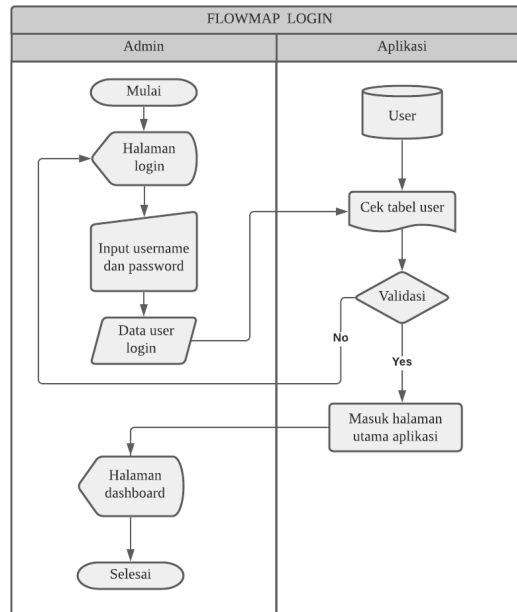 FLOWMAP LOGIN
Admin
Aplikasi
Mulai
User
Halaman
login
Cek tabel user
Input username
dan password
Validasi
Data user
login
No
Yes
Masuk halaman
utama aplikasi
Halaman
dashboard
Selesai